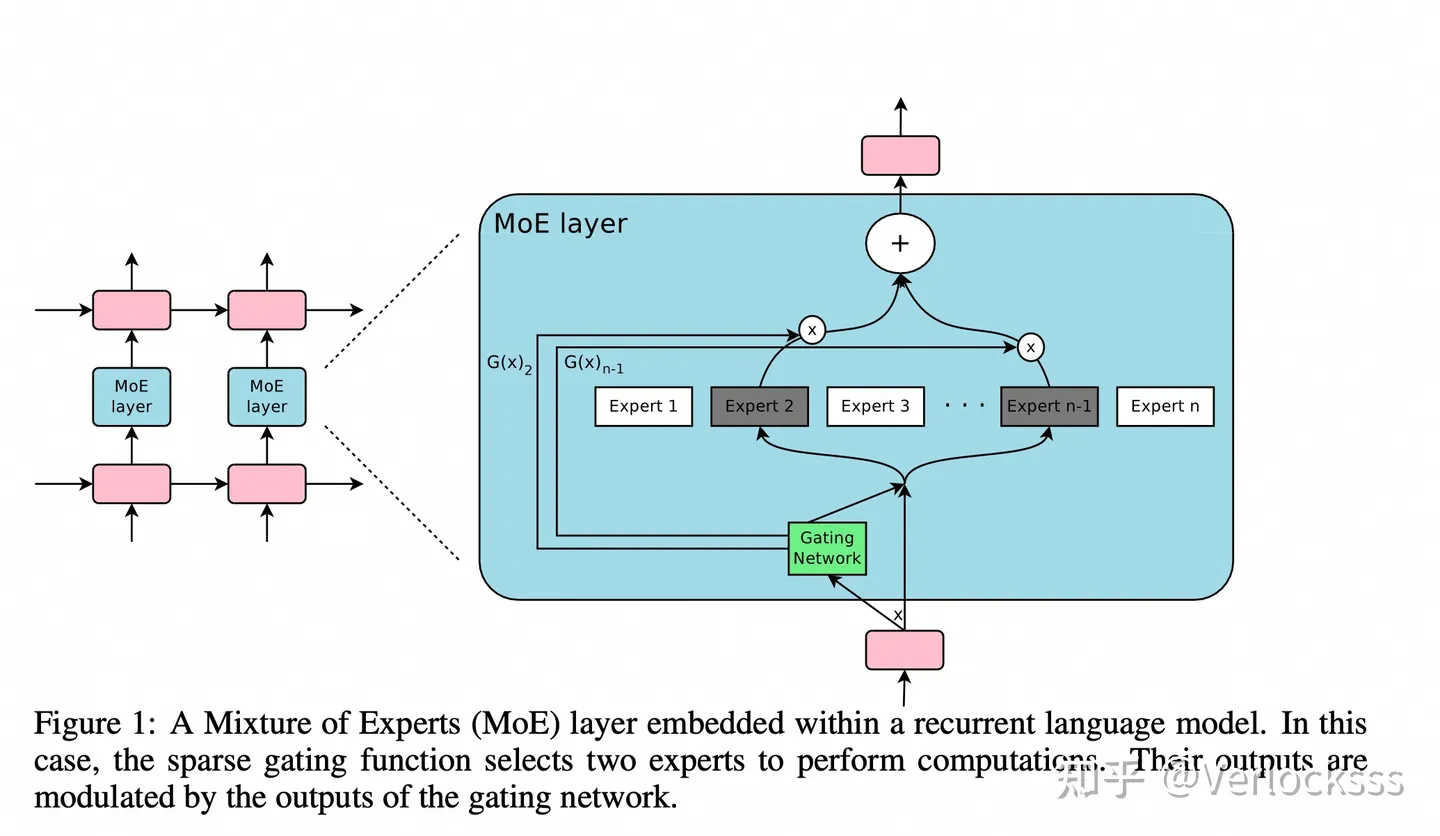 MoE layer
G(x)2
G(x)n-1
x
x
+
Expert 1
Expert 2
Expert 3
. . .
Expert n-1
Expert n
MoE
layer
MoE
layer
Gating
Network
x
Figure 1: A Mixture of Experts (MoE) layer embedded within a recurrent language model. In this
case, the sparse gating function selects two experts to perform computations. Their outputs are
modulated by the outputs of the gating network.
知乎 @Verlocksss